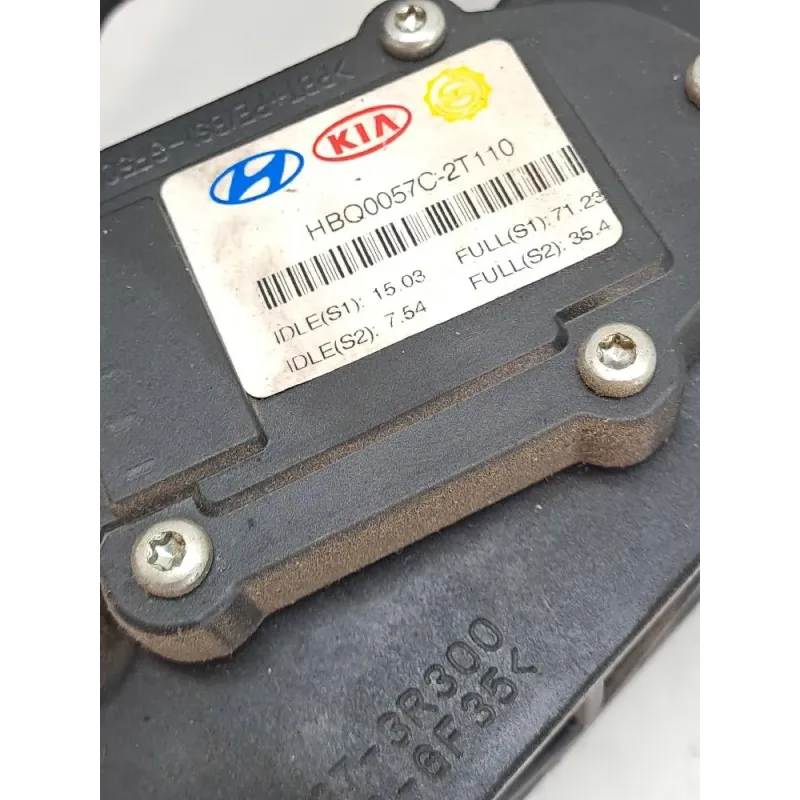 KIA
HBQ0057C-2T110
IDLE(S1): 15.03 FULL(S1): 71.23
IDLE(S2): 7.54 FULL(S2): 35.4
-3R300
-GF35<